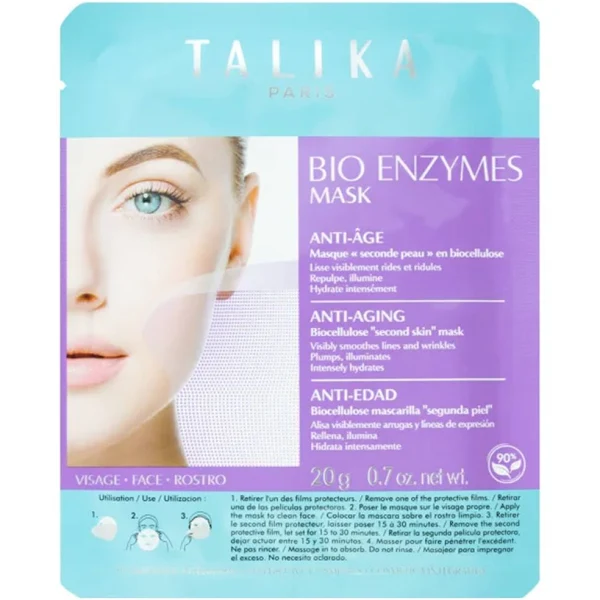 TALIKA
PARIS
BIO ENZYMES
MASK
ANTI-ÂGE
Masque « seconde peau » en biocellulose
Lisse visiblement rides et ridules
Repulpe, illumine
Hydrate intensément
ANTI-AGING
Biocellulose "second skin" mask
Visibly smoothes lines and wrinkles
Plumps, illuminates
Intensely hydrates
ANTI-EDAD
Biocellulose mascarilla "segunda piel"
Alisa visiblemente arrugas y lineas de expresión
Rellena, ilumina
Hidrata intensamente
90%
VISAGE • FACE • ROSTRO
20 g 0.7 oz. net wt.
Utilisation / Use / Utilizacion :
1. 2. 3.
1. Retirer l'un des films protecteurs. / Remove one of the protective films. / Retirar
una de las películas protectoras. 2. Poser le masque sur le visage propre. / Apply
the mask to clean face. / Colocar la mascara sobre el rostro limpio. 3. Retirer
le second film protecteur, laisser poser 15 à 30 minutes. / Remove the second
protective film, let set for 15 to 30 minutes. / Retirar la segunda película protectora,
dejar actuar entre 15 y 30 minutos. 4. Masser pour faire pénétrer l'excédent.
Ne pas rincer. / Massage in to absorb. Do not rinse. / Masajear para impregnar
el exceso. No necesita aclarado.